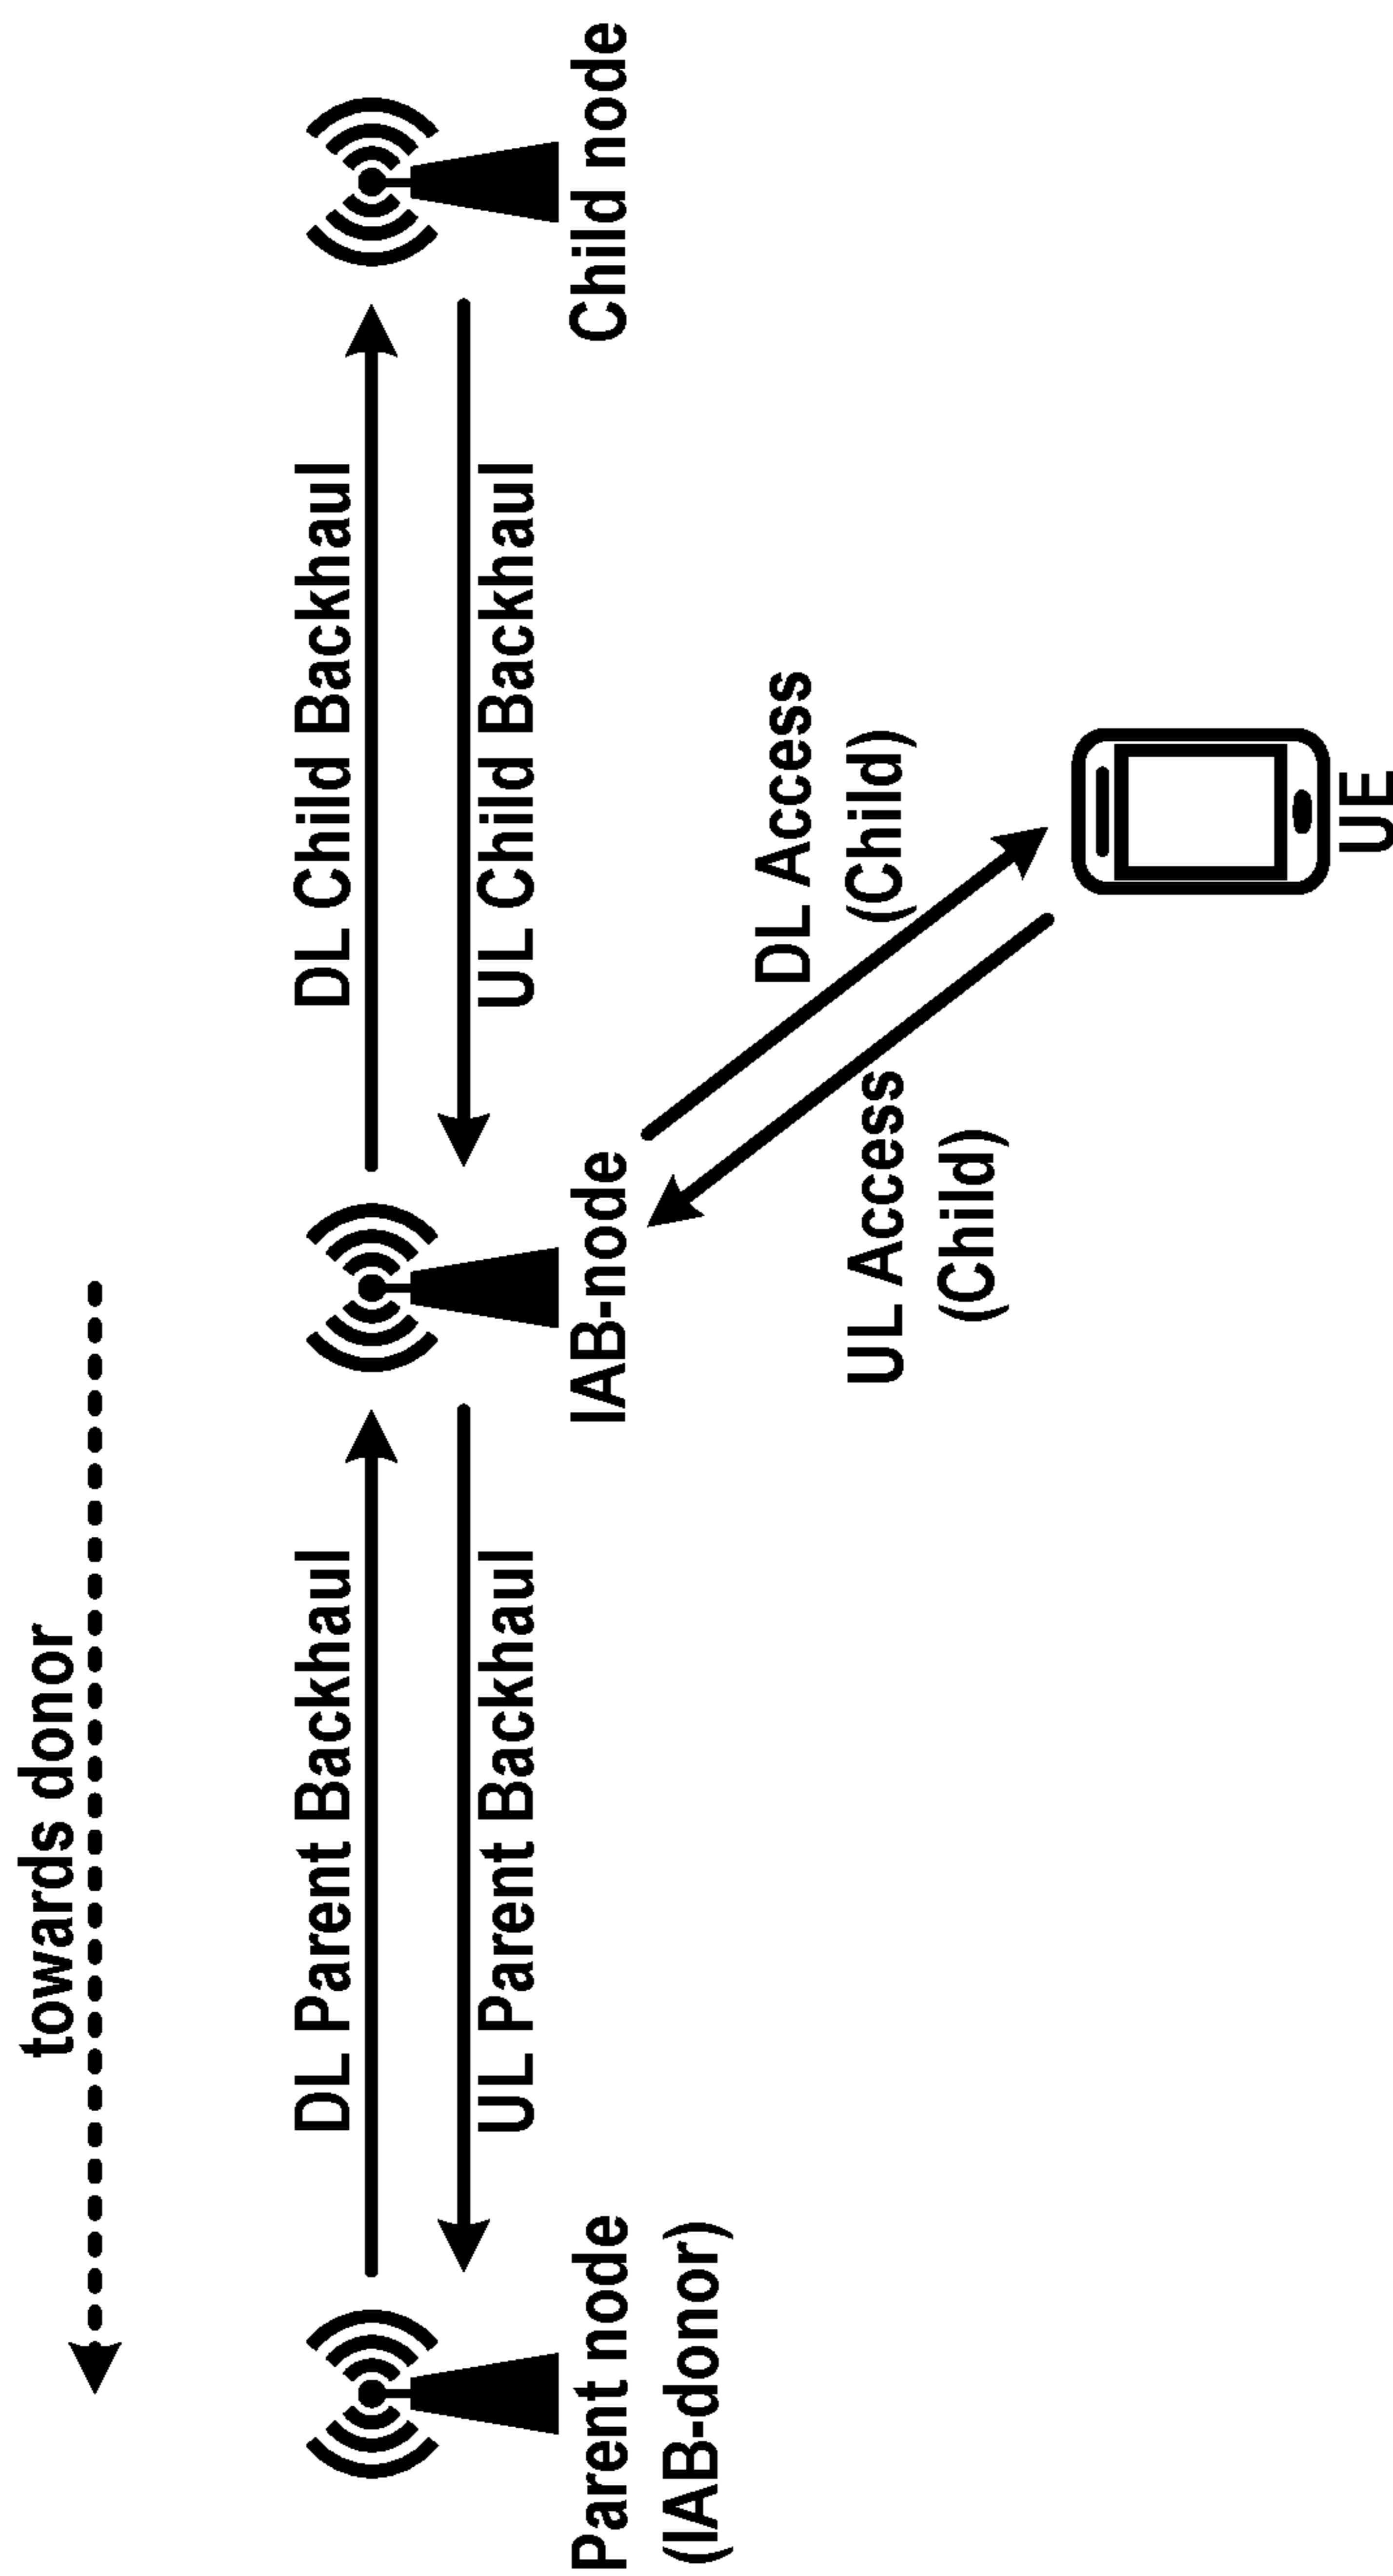 towards donor
DL Parent Backhaul
DL Child Backhaul
UL Parent Backhaul
UL Child Backhaul
Parent node
(IAB-donor)
IAB-node
Child node
DL Access
(Child)
UL Access
(Child)
UE